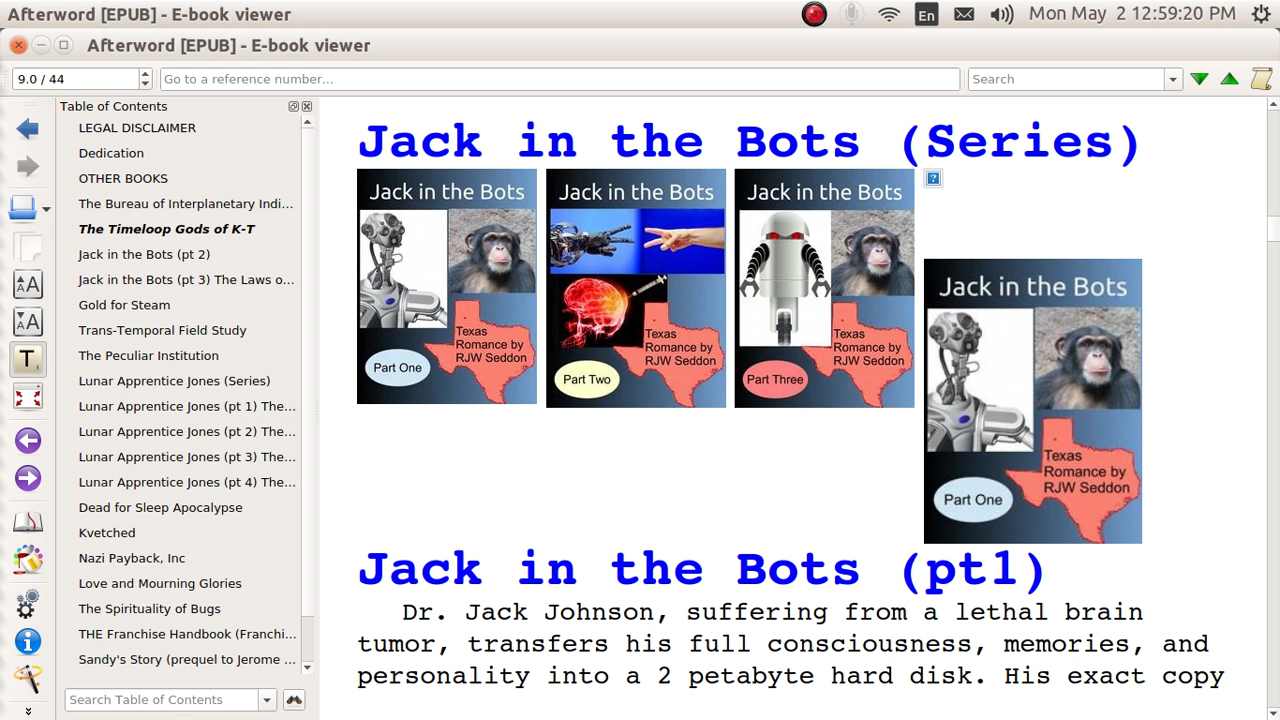 Afterword [EPUB] - E-book viewer
En
Mon May 2 12:59:20 PM
Afterword [EPUB] - E-book viewer
9.0 / 44
Go to a reference number...
Search
Table of Contents
LEGAL DISCLAIMER
Dedication
OTHER BOOKS
The Bureau of Interplanetary Indi...
The Timeloop Gods of K-T
Jack in the Bots (pt 2)
Jack in the Bots (pt 3) The Laws o...
Gold for Steam
Trans-Temporal Field Study
The Peculiar Institution
Lunar Apprentice Jones (Series)
Lunar Apprentice Jones (pt 1) The...
Lunar Apprentice Jones (pt 2) The...
Lunar Apprentice Jones (pt 3) The...
Lunar Apprentice Jones (pt 4) The...
Dead for Sleep Apocalypse
Kvetched
Nazi Payback, Inc
Love and Mourning Glories
The Spirituality of Bugs
THE Franchise Handbook (Franchi...
Sandy's Story (prequel to Jerome ...
Search Table of Contents
A A
A A
T
Jack in the Bots (Series)
Jack in the Bots
Texas
Romance by
RJW Seddon
Part One
Jack in the Bots
Texas
Romance by
RJW Seddon
Part Two
Jack in the Bots
Texas
Romance by
RJW Seddon
Part Three
?
Jack in the Bots
Texas
Romance by
RJW Seddon
Part One
Jack in the Bots (pt1)
Dr. Jack Johnson, suffering from a lethal brain
tumor, transfers his full consciousness, memories, and
personality into a 2 petabyte hard disk. His exact copy